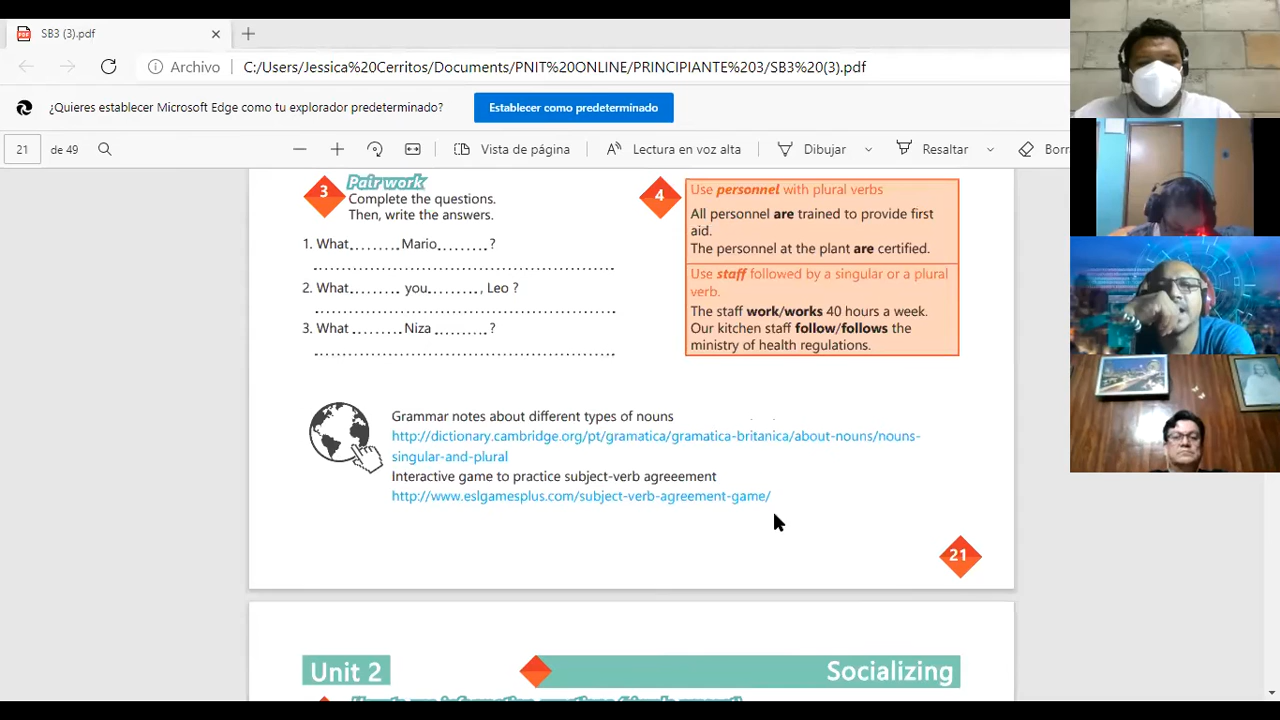 SB3 (3).pdf
Archivo
C:/Users/Jessica%20Cerritos/Documents/PNIT%20ONLINE/PRINCIPIANTE%203/SB3%20(3).pdf
¿Quieres establecer Microsoft Edge como tu explorador predeterminado?
Establecer como predeterminado
21 de 49
Vista de página
Lectura en voz alta
Dibujar
Resaltar
Borr
3
Pair work
Complete the questions.
Then, write the answers.
1. What........Mario.........?
2. What........ you........, Leo ?
3. What ........ Niza .........?
4
Use personnel with plural verbs
All personnel are trained to provide first
aid.
The personnel at the plant are certified.
Use staff followed by a singular or a plural
verb.
The staff work/works 40 hours a week.
Our kitchen staff follow/follows the
ministry of health regulations.
Grammar notes about different types of nouns
http://dictionary.cambridge.org/pt/gramatica/gramatica-britanica/about-nouns/nouns-
singular-and-plural
Interactive game to practice subject-verb agreeement
http://www.eslgamesplus.com/subject-verb-agreement-game/
21
Unit 2
Socializing